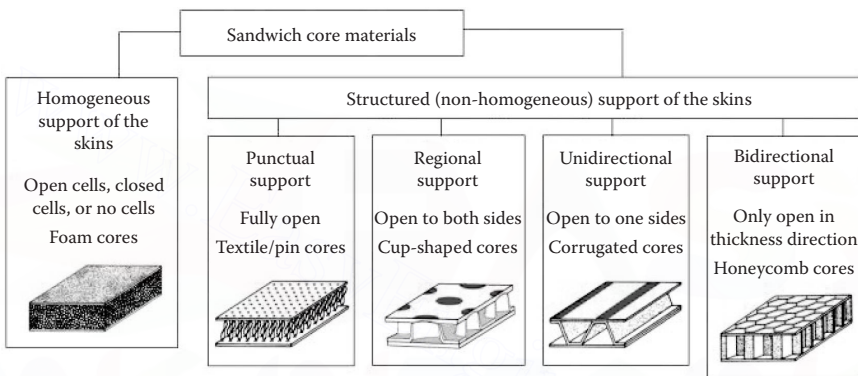 Sandwich core materials
Homogeneous
support of the
skins
Open cells, closed
cells, or no cells
Foam cores
Structured (non-homogeneous) support of the skins
Punctual
support
Fully open
Textile/pin cores
Regional
support
Open to both sides
Cup-shaped cores
Unidirectional
support
Open to one sides
Corrugated cores
Bidirectional
support
Only open in
thickness direction
Honeycomb cores